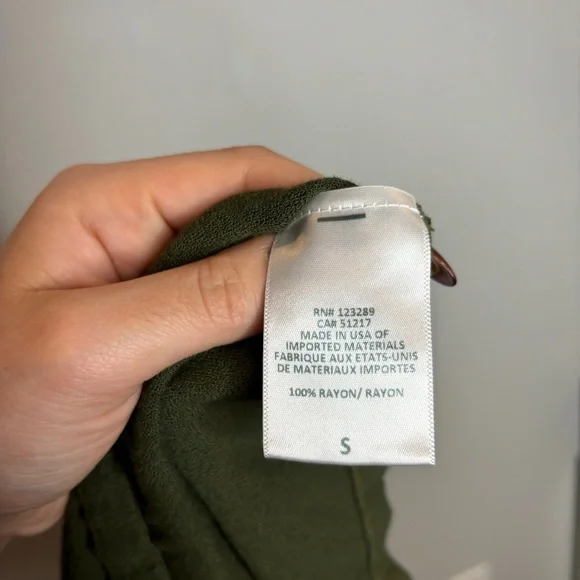 RN# 123289
CA# 51217
MADE IN USA OF
IMPORTED MATERIALS
FABRIQUE AUX ETATS-UNIS
DE MATERIAUX IMPORTES
100% RAYON/ RAYON
S